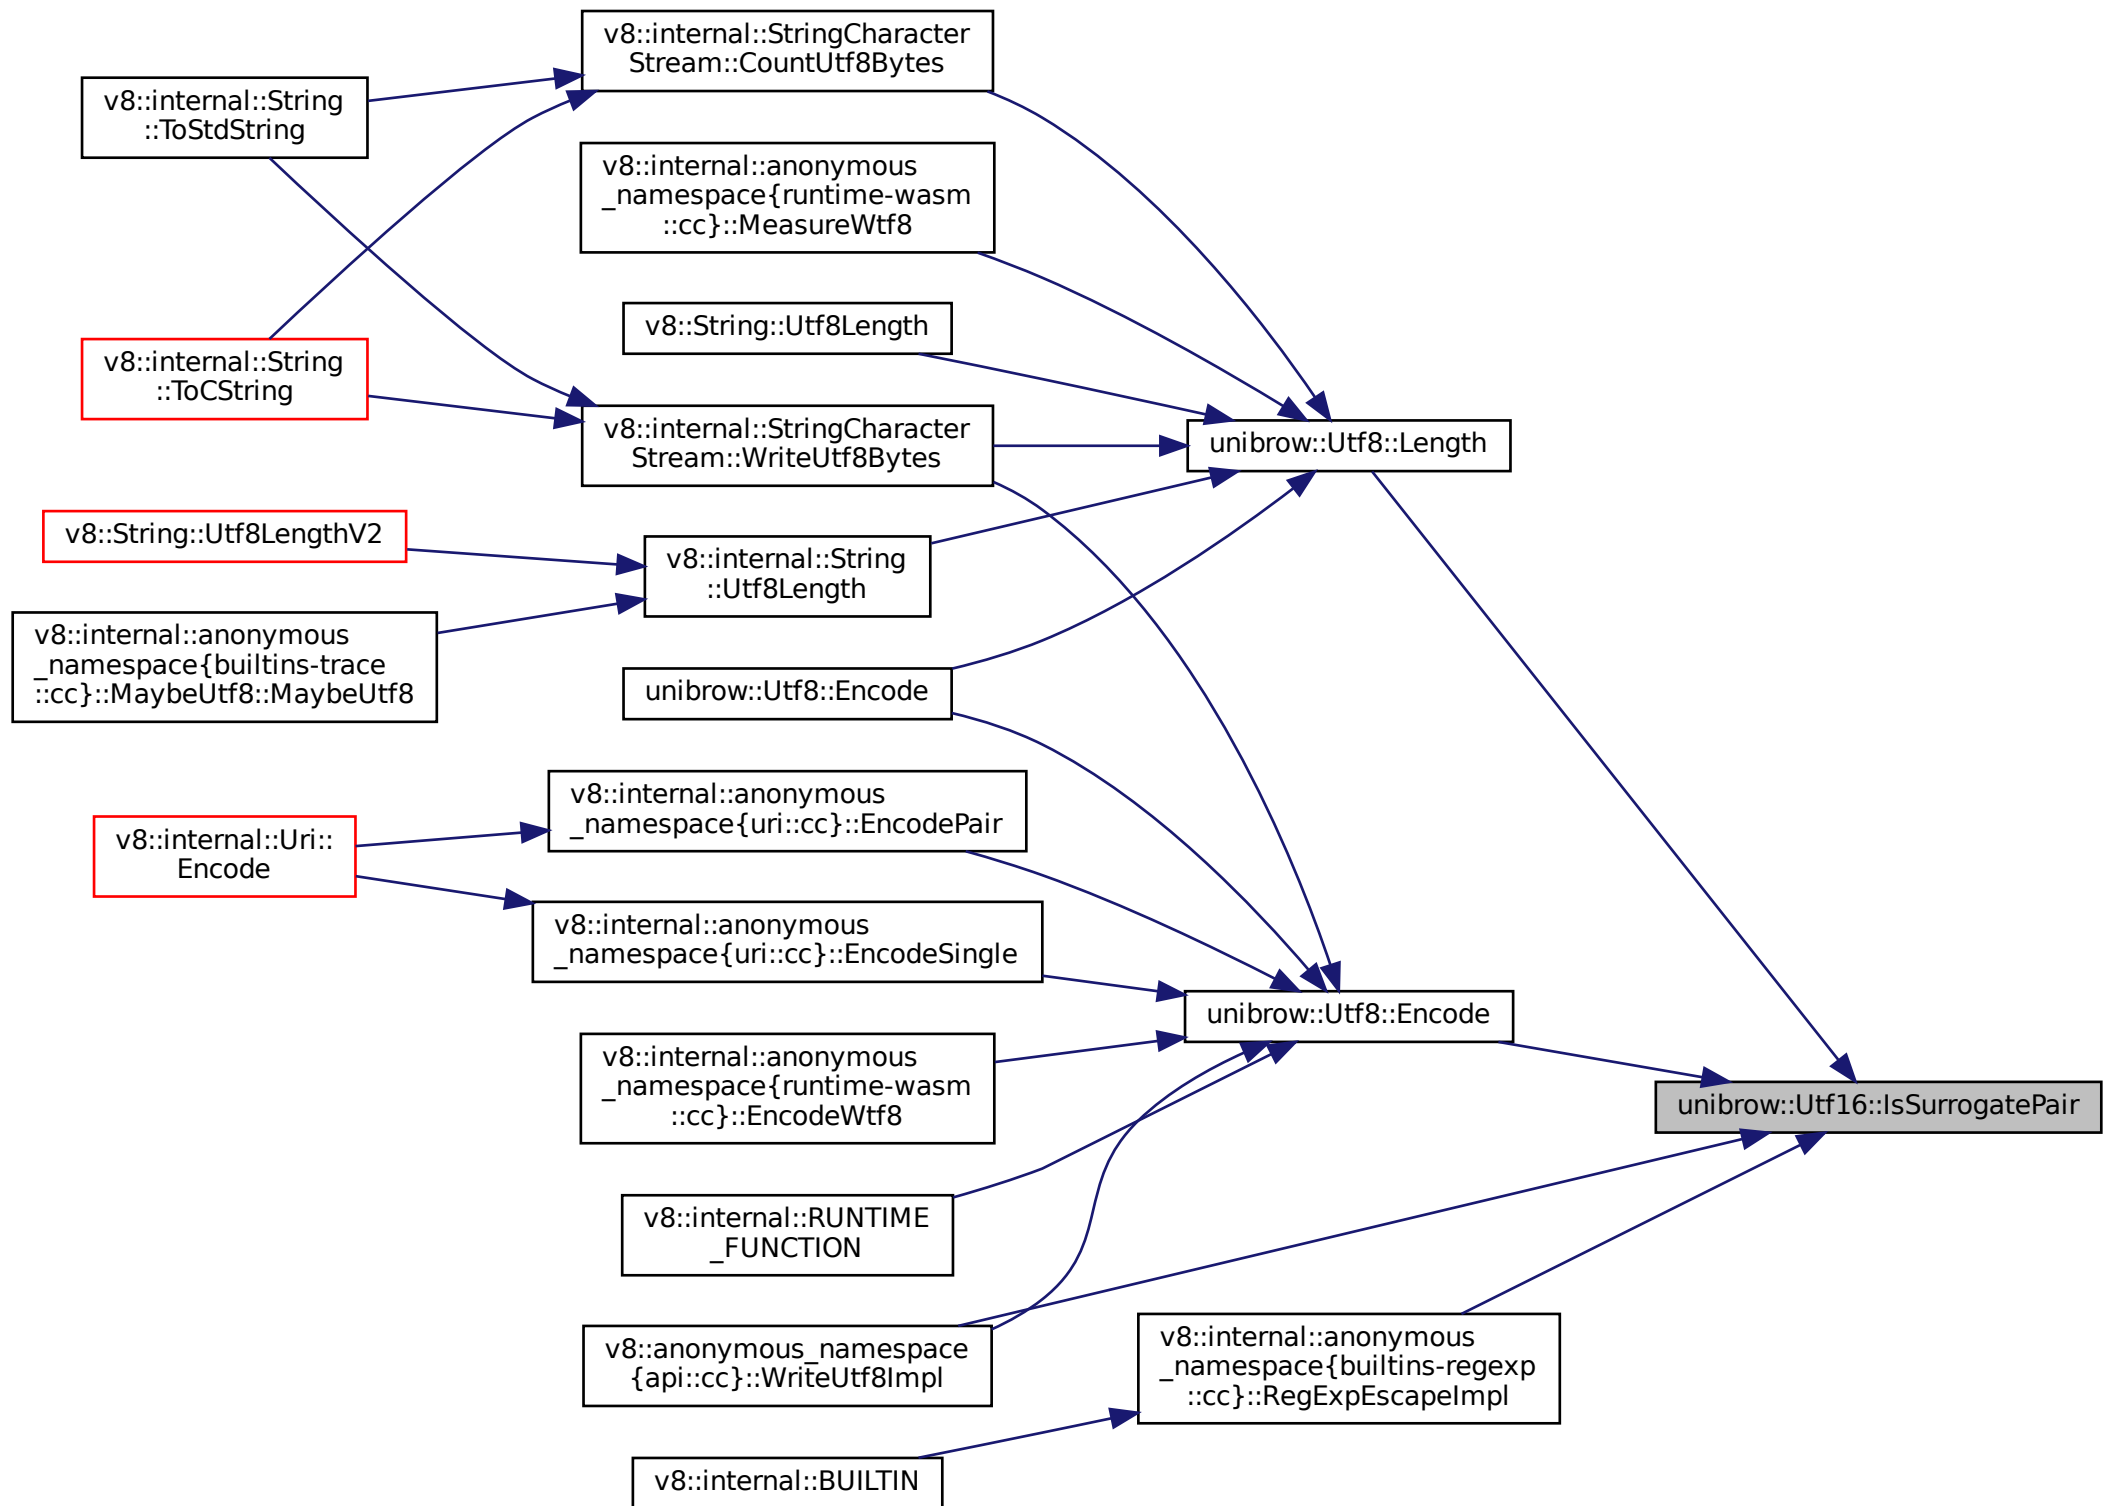 v8::internal::StringCharacter
Stream::CountUtf8Bytes
v8::internal::String
::ToStdString
v8::internal::anonymous
_namespace{runtime-wasm
::cc}::MeasureWtf8
v8::String::Utf8Length
v8::internal::String
::ToCString
v8::internal::StringCharacter
Stream::WriteUtf8Bytes
unibrow::Utf8::Length
v8::String::Utf8LengthV2
v8::internal::String
::Utf8Length
v8::internal::anonymous
_namespace{builtins-trace
::cc}::MaybeUtf8::MaybeUtf8
unibrow::Utf8::Encode
v8::internal::anonymous
_namespace{uri::cc}::EncodePair
v8::internal::Uri::
Encode
v8::internal::anonymous
_namespace{uri::cc}::EncodeSingle
unibrow::Utf8::Encode
v8::internal::anonymous
_namespace{runtime-wasm
::cc}::EncodeWtf8
unibrow::Utf16::IsSurrogatePair
v8::internal::RUNTIME
_FUNCTION
v8::anonymous_namespace
{api::cc}::WriteUtf8Impl
v8::internal::anonymous
_namespace{builtins-regexp
::cc}::RegExpEscapeImpl
v8::internal::BUILTIN